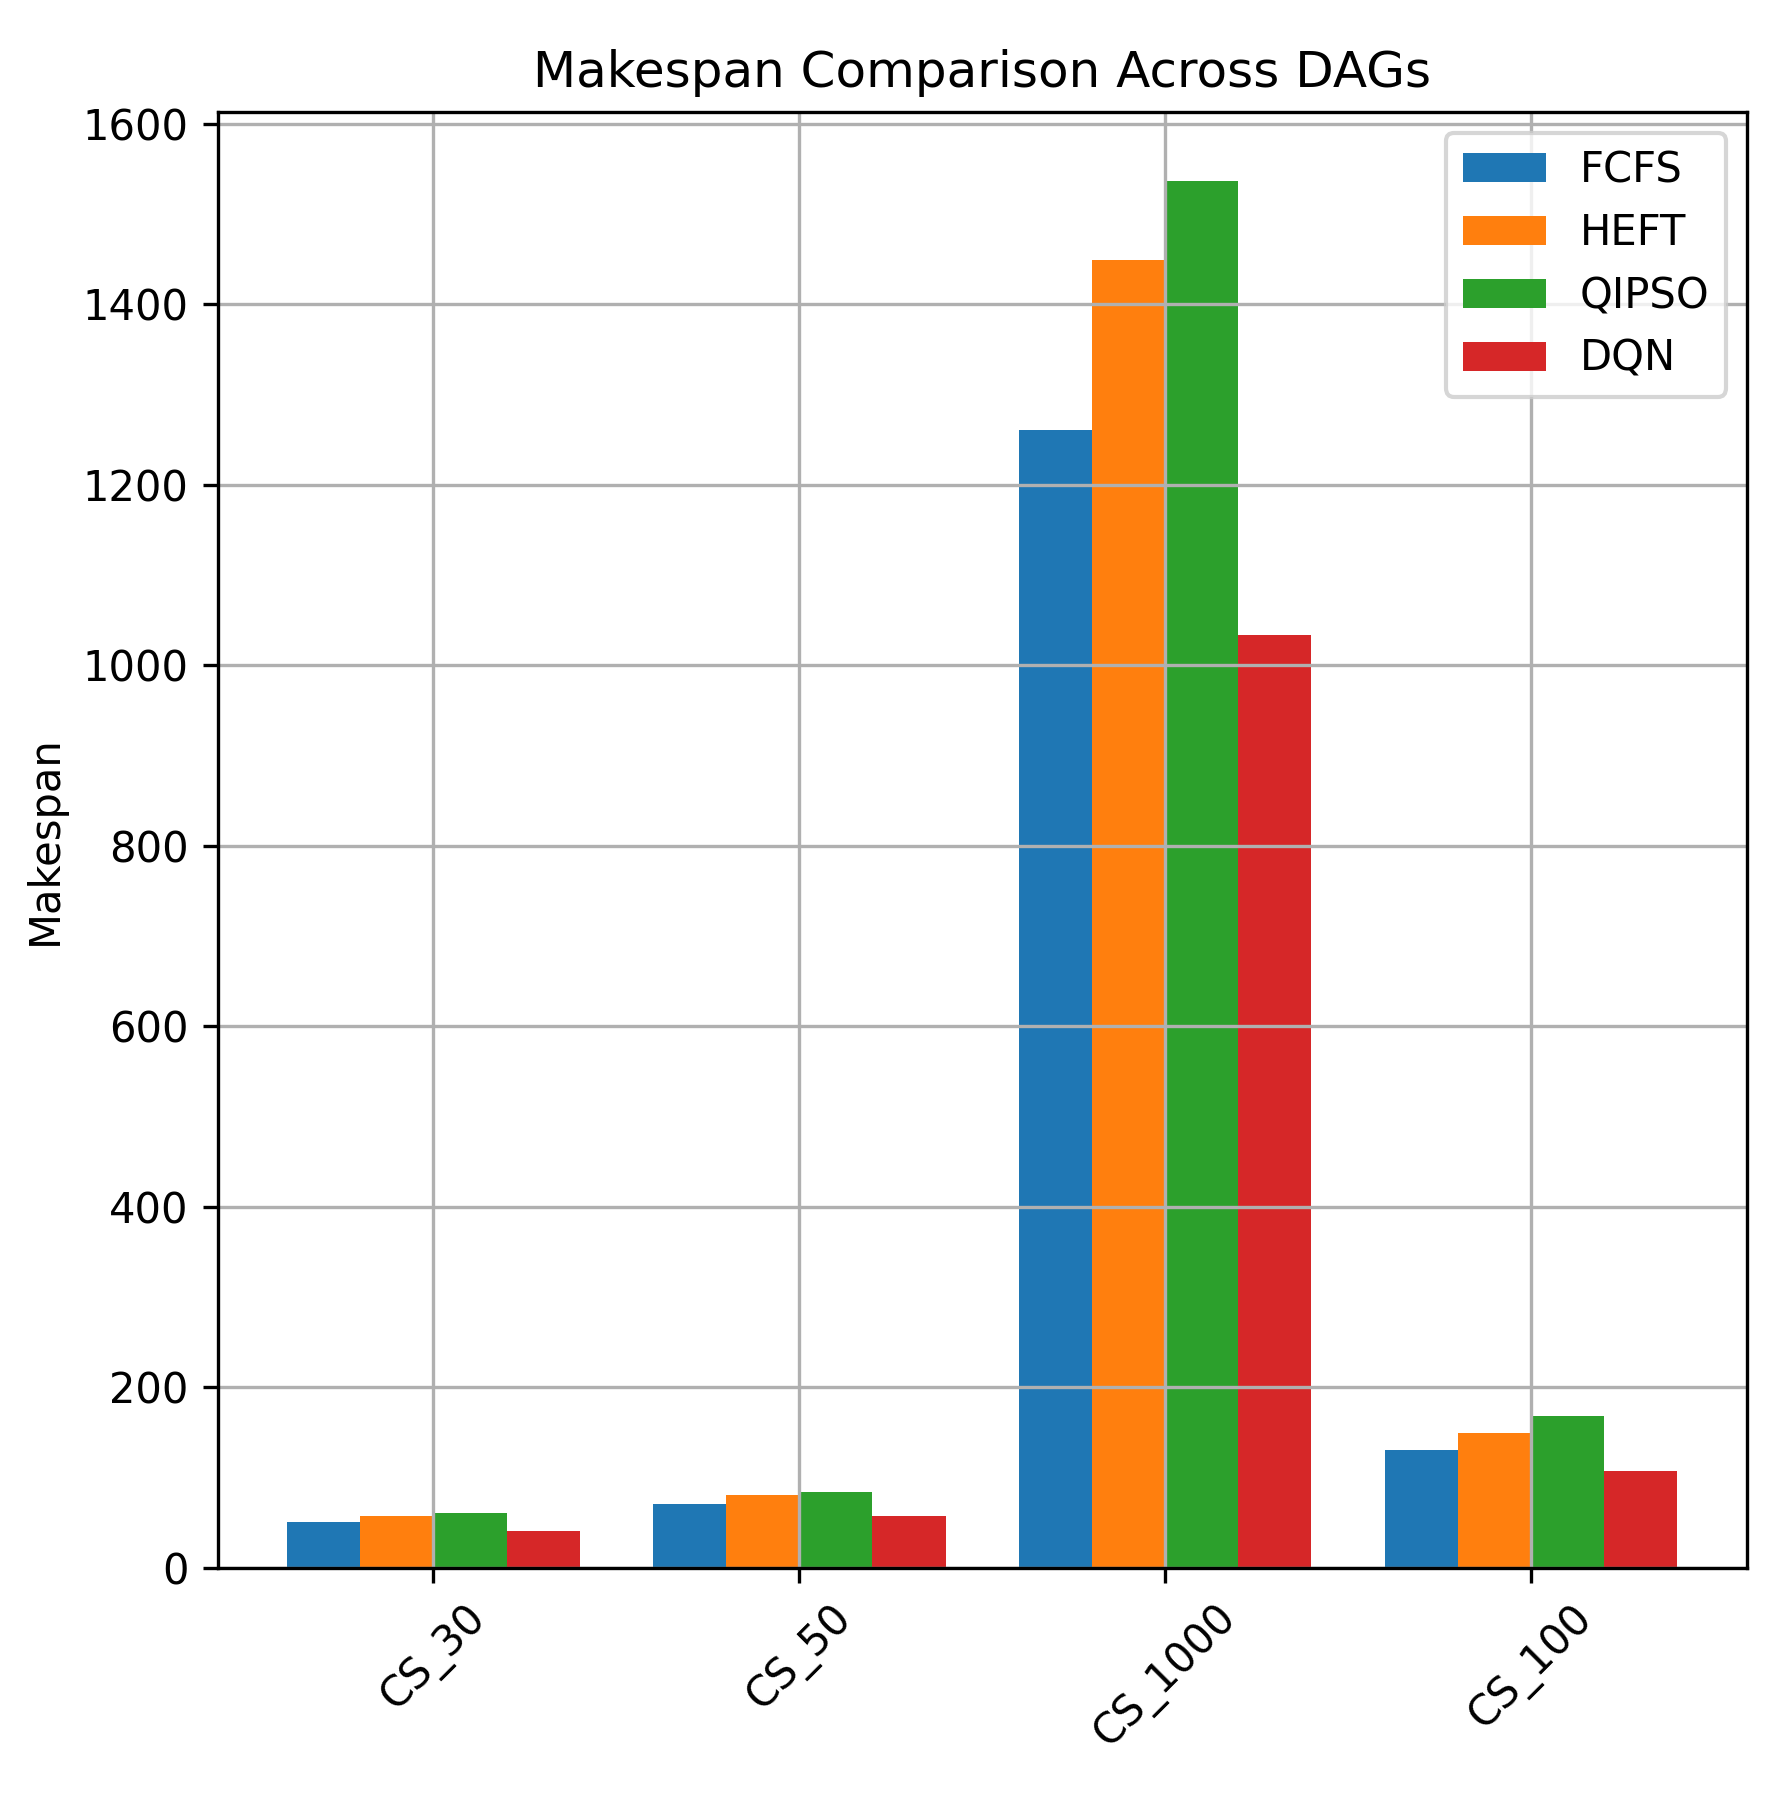 Makespan Comparison Across DAGs
1600
1400
1200
1000
800
600
400
200
0
Makespan
FCFS
HEFT
QIPSO
DQN
CS_30
CS_50
CS_1000
CS_100